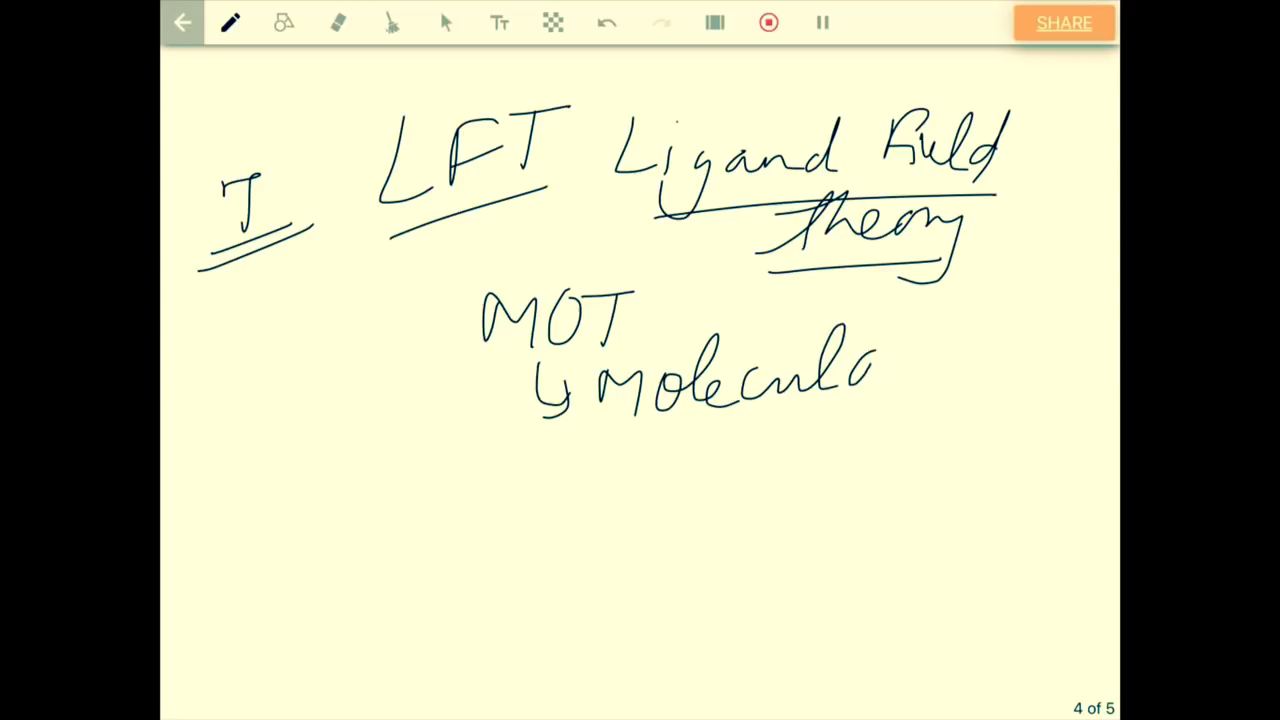 SHARE
LFT Ligand Field
theory
MOT
↳ Molecula
4 of 5